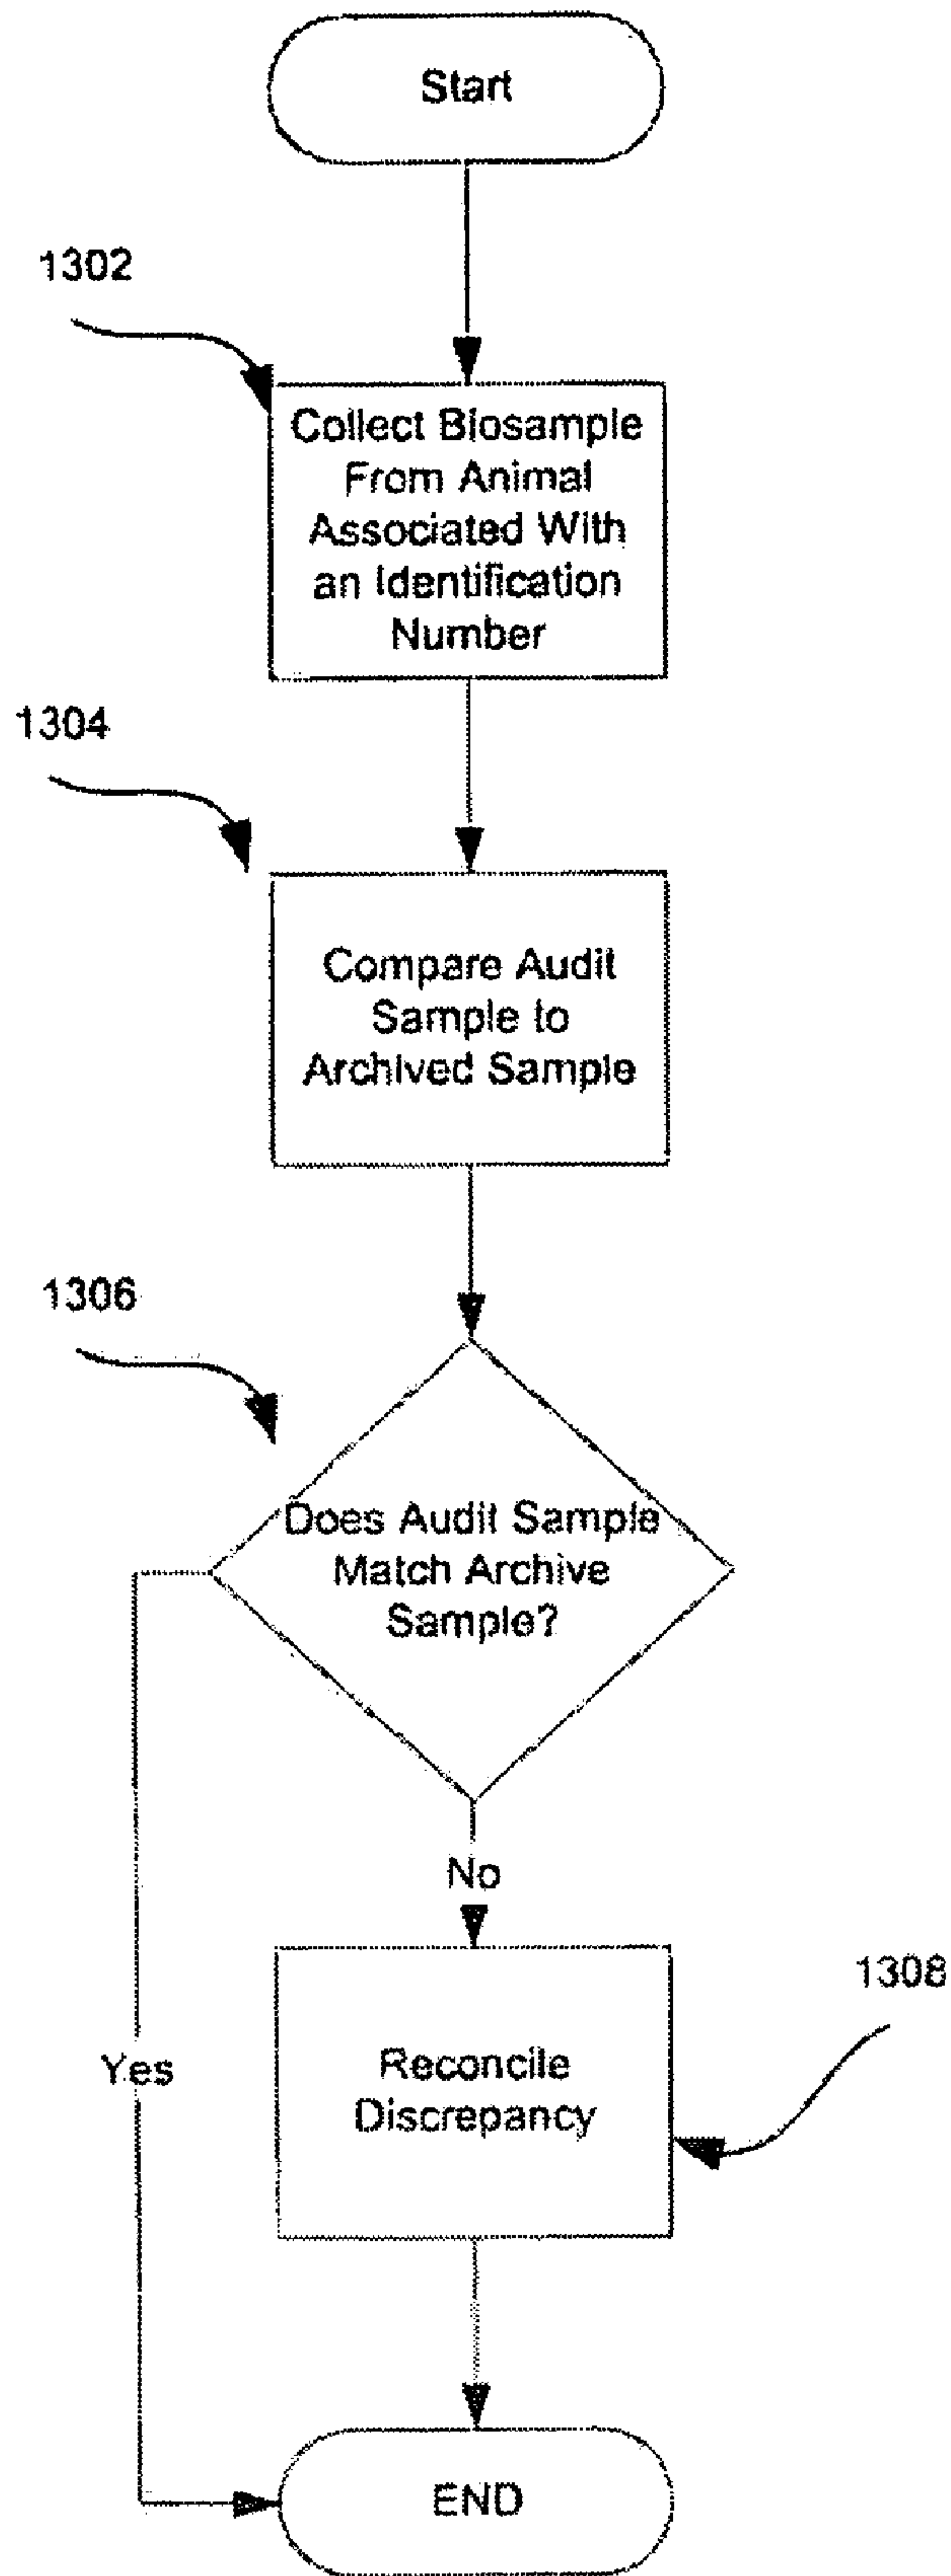 Start
1302
Collect Biosample
From Animal
Associated With
an Identification
Number
1304
Compare Audit
Sample to
Archived Sample
1306
Does Audit Sample
Match Archive
Sample?
No
1308
Yes
Reconcile
Discrepancy
END